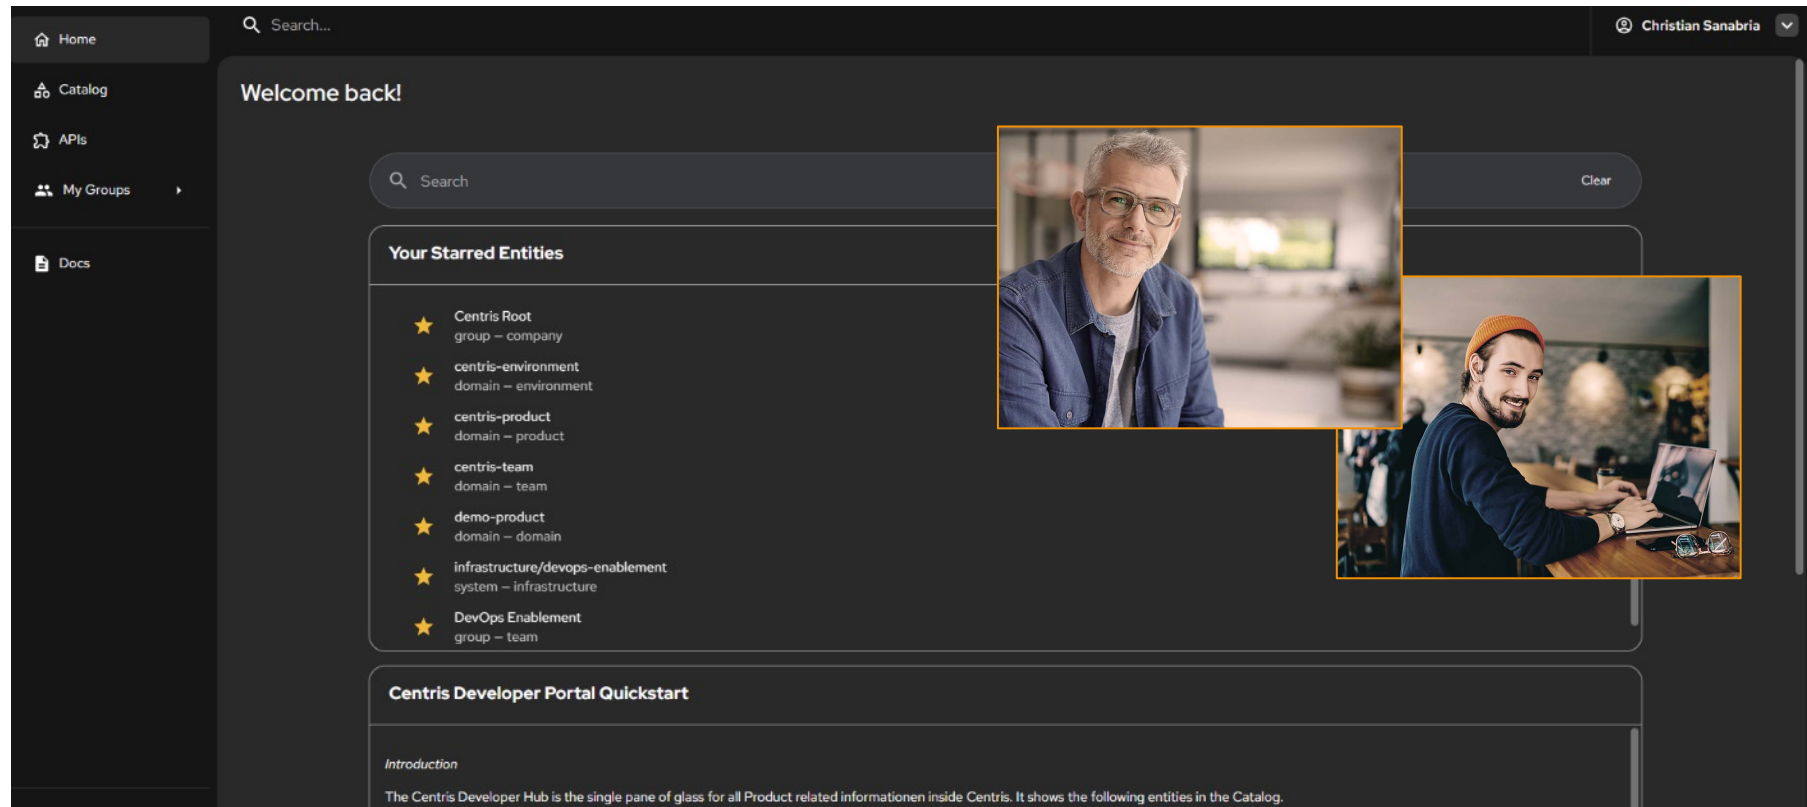 Home
Search...
Christian Sanabria
Catalog
Welcome back!
APIs
My Groups
Search
Clear
Your Starred Entities
Docs
Centris Root
group – company
centris-environment
domain – environment
centris-product
domain – product
centris-team
domain – team
demo-product
domain – domain
infrastructure/devops-enablement
system – infrastructure
DevOps Enablement
group – team
Centris Developer Portal Quickstart
Introduction
The Centris Developer Hub is the single pane of glass for all Product related informationen inside Centris. It shows the following entities in the Catalog.